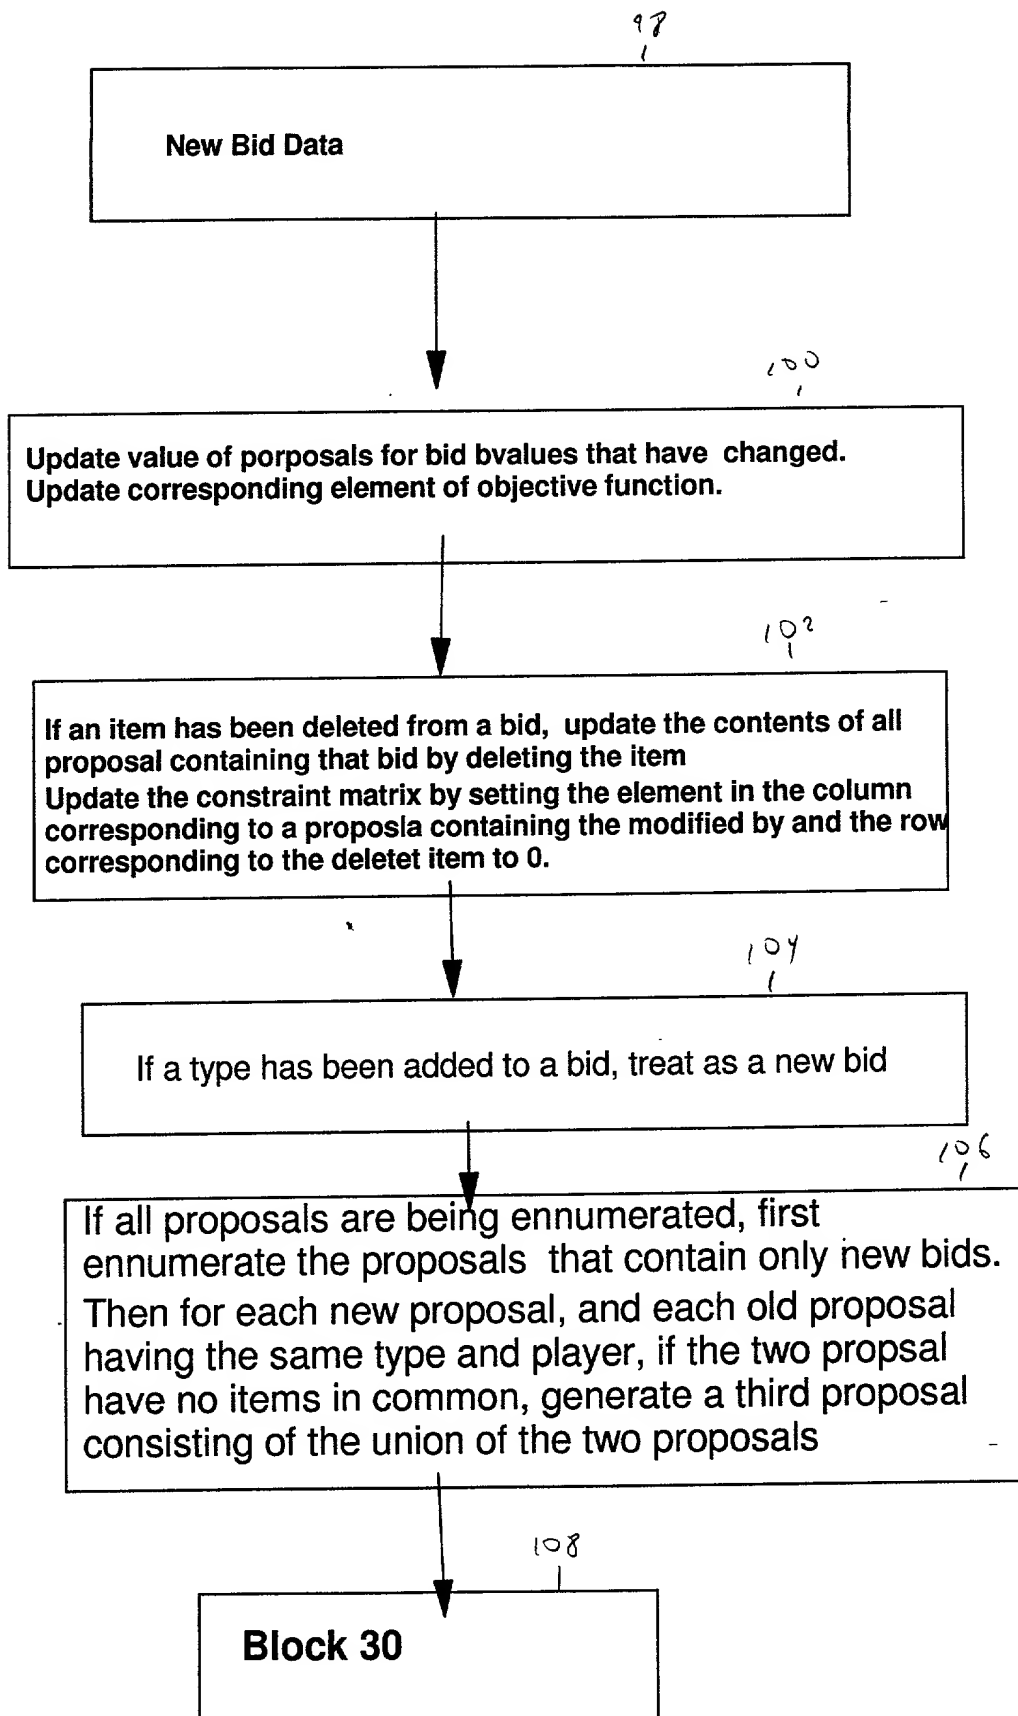 98
New Bid Data
100
Update value of porposals for bid bvalues that have changed.
Update corresponding element of objective function.
102
If an item has been deleted from a bid, update the contents of all
proposal containing that bid by deleting the item
Update the constraint matrix by setting the element in the column
corresponding to a proposla containing the modified by and the row
corresponding to the deletet item to 0.
104
If a type has been added to a bid, treat as a new bid
106
If all proposals are being ennumerated, first
ennumerate the proposals that contain only new bids.
Then for each new proposal, and each old proposal
having the same type and player, if the two propsal
have no items in common, generate a third proposal
consisting of the union of the two proposals
108
Block 30